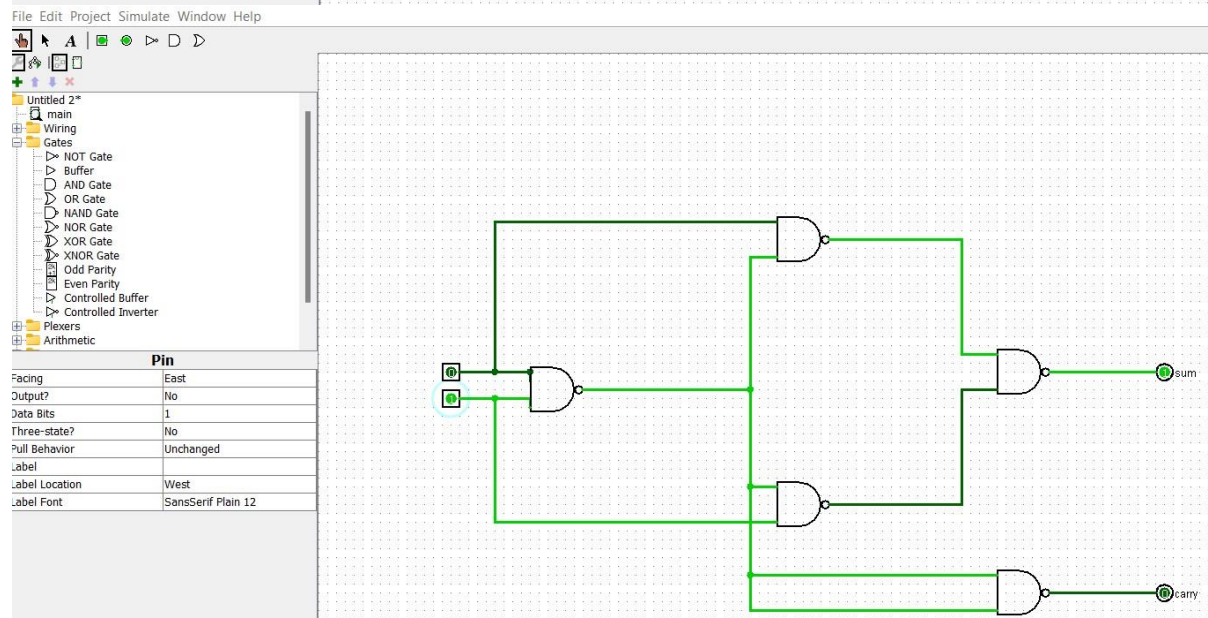 File Edit Project Simulate Window Help
A
Untitled 2*
main
Wiring
Gates
NOT Gate
Buffer
AND Gate
OR Gate
NAND Gate
NOR Gate
XOR Gate
XNOR Gate
Odd Parity
Even Parity
Controlled Buffer
Controlled Inverter
Plexers
Arithmetic
Pin
Facing East
Output? No
Data Bits 1
Three-state? No
Pull Behavior Unchanged
Label
Label Location West
Label Font SansSerif Plain 12
0
1
1 sum
0 carry